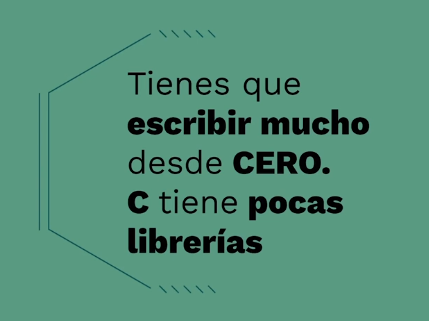 Tienes que
escribir mucho
desde CERO.
C tiene pocas
librerías